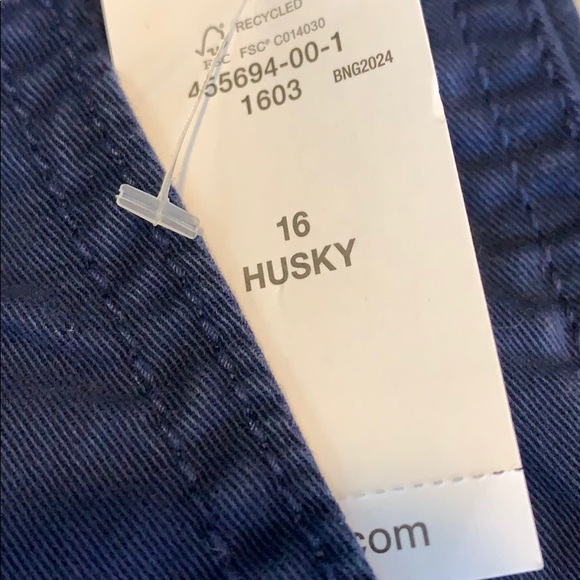 RECYCLED
FSC FSC® C014030
455694-00-1
1603 BNG2024
16
HUSKY
.com